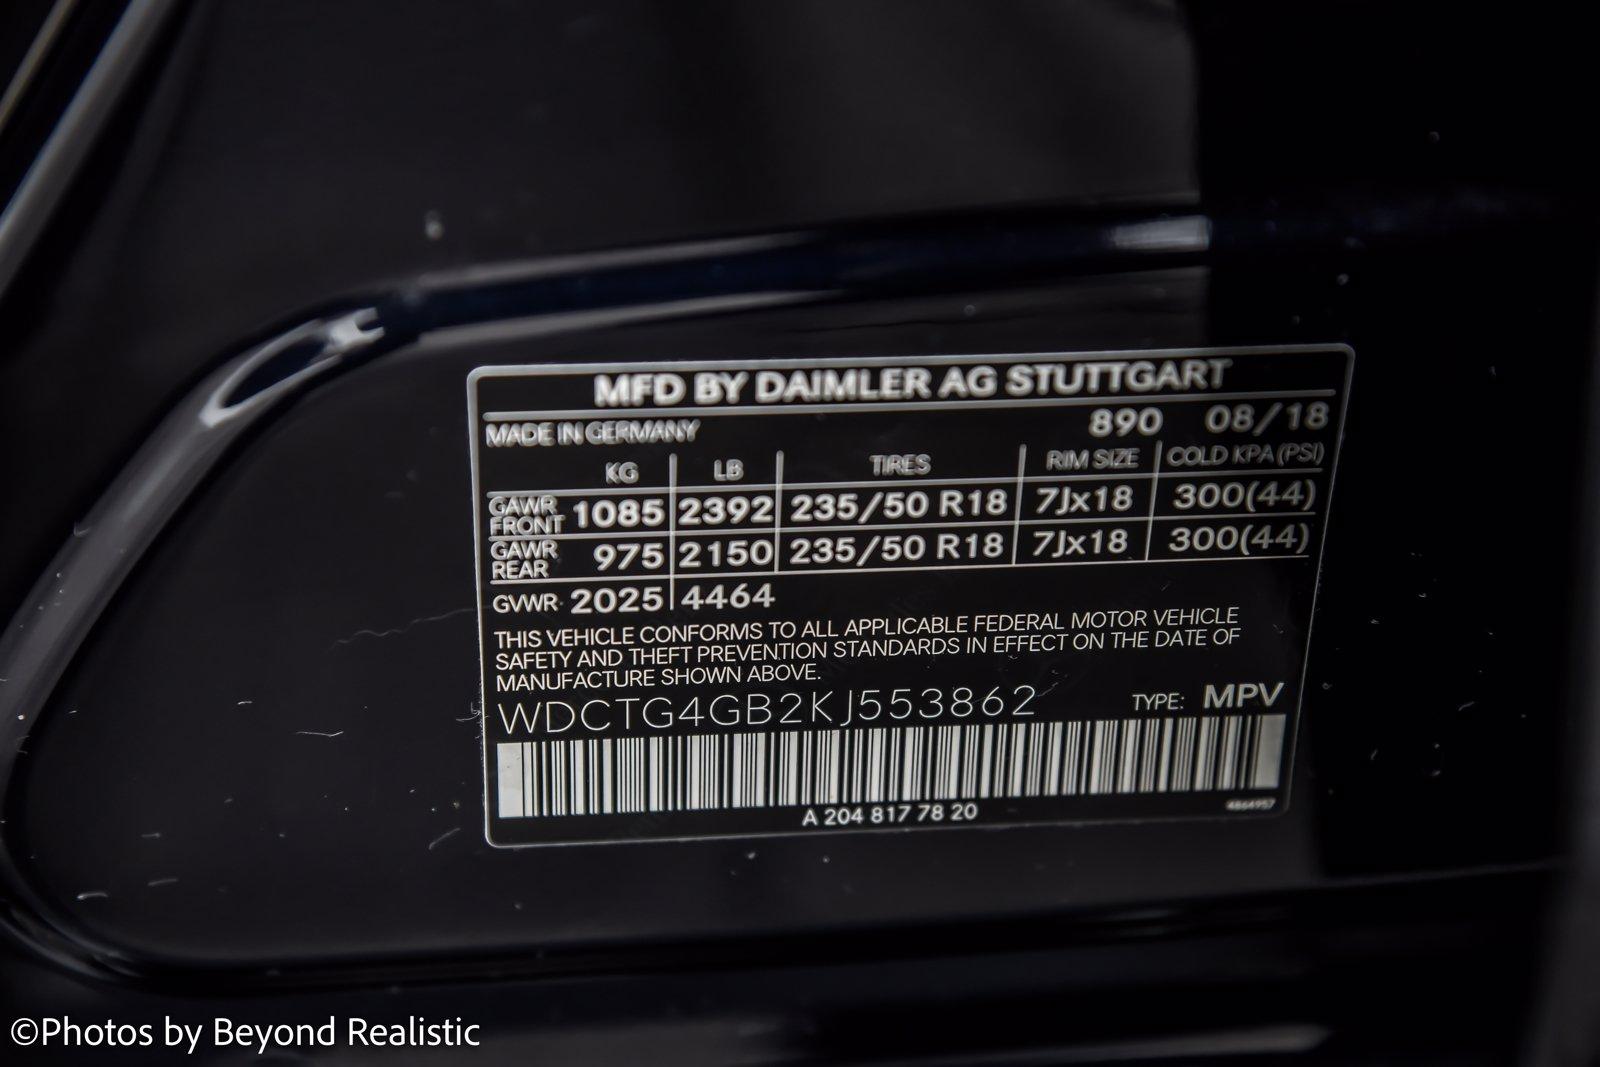 MFD BY DAIMLER AG STUTTGART
MADE IN GERMANY 890 08/18
KG LB TIRES RIM SIZE COLD KPA (PSI)
GAWR FRONT 1085 2392 235/50 R18 7Jx18 300(44)
GAWR REAR 975 2150 235/50 R18 7Jx18 300(44)
GVWR 2025 4464
THIS VEHICLE CONFORMS TO ALL APPLICABLE FEDERAL MOTOR VEHICLE
SAFETY AND THEFT PREVENTION STANDARDS IN EFFECT ON THE DATE OF
MANUFACTURE SHOWN ABOVE.
WDCTG4GB2KJ553862 TYPE: MPV
A 204 817 78 20 4864957
©Photos by Beyond Realistic